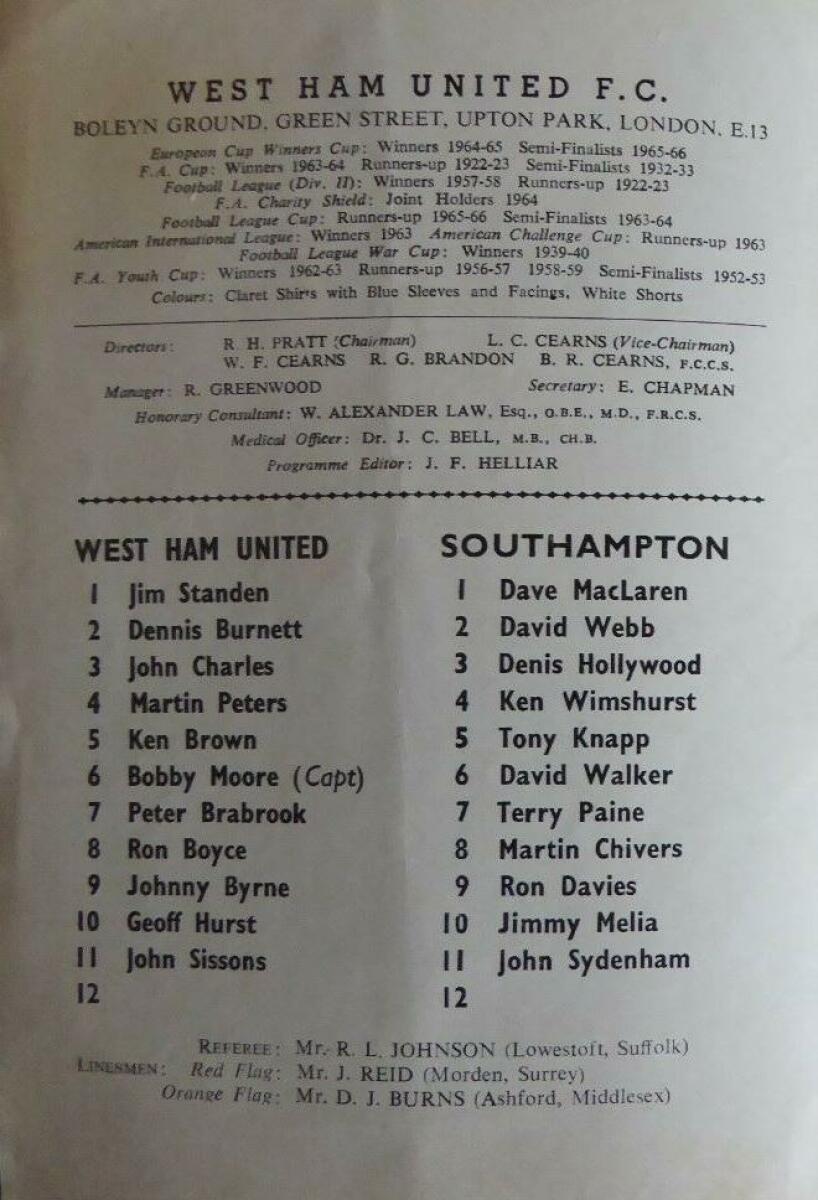 WEST HAM UNITED F.C.
BOLEYN GROUND, GREEN STREET, UPTON PARK, LONDON, E.13
European Cup Winners Cup: Winners 1964-65 Semi-Finalists 1965-66
F.A. Cup: Winners 1963-64 Runners-up 1922-23 Semi-Finalists 1932-33
Football League (Div. II): Winners 1957-58 Runners-up 1922-23
F.A. Charity Shield: Joint Holders 1964
Football League Cup: Runners-up 1965-66 Semi-Finalists 1963-64
American International League: Winners 1963 American Challenge Cup: Runners-up 1963
Football League War Cup: Winners 1939-40
F.A. Youth Cup: Winners 1962-63 Runners-up 1956-57 1958-59 Semi-Finalists 1952-53
Colours: Claret Shirts with Blue Sleeves and Facings, White Shorts
Directors: R. H. PRATT (Chairman) L. C. CEARNS (Vice-Chairman)
W. F. CEARNS R. G. BRANDON B. R. CEARNS, F.C.C.S.
Manager: R. GREENWOOD Secretary: E. CHAPMAN
Honorary Consultant: W. ALEXANDER LAW, Esq., O.B.E., M.D., F.R.C.S.
Medical Officer: Dr. J. C. BELL, M.B., CH.B.
Programme Editor: J. F. HELLIAR
WEST HAM UNITED
1 Jim Standen
2 Dennis Burnett
3 John Charles
4 Martin Peters
5 Ken Brown
6 Bobby Moore (Capt)
7 Peter Brabrook
8 Ron Boyce
9 Johnny Byrne
10 Geoff Hurst
11 John Sissons
12
SOUTHAMPTON
1 Dave MacLaren
2 David Webb
3 Denis Hollywood
4 Ken Wimshurst
5 Tony Knapp
6 David Walker
7 Terry Paine
8 Martin Chivers
9 Ron Davies
10 Jimmy Melia
11 John Sydenham
12
REFEREE: Mr. R. L. JOHNSON (Lowestoft, Suffolk)
LINESMEN: Red Flag: Mr. J. REID (Morden, Surrey)
Orange Flag: Mr. D. J. BURNS (Ashford, Middlesex)